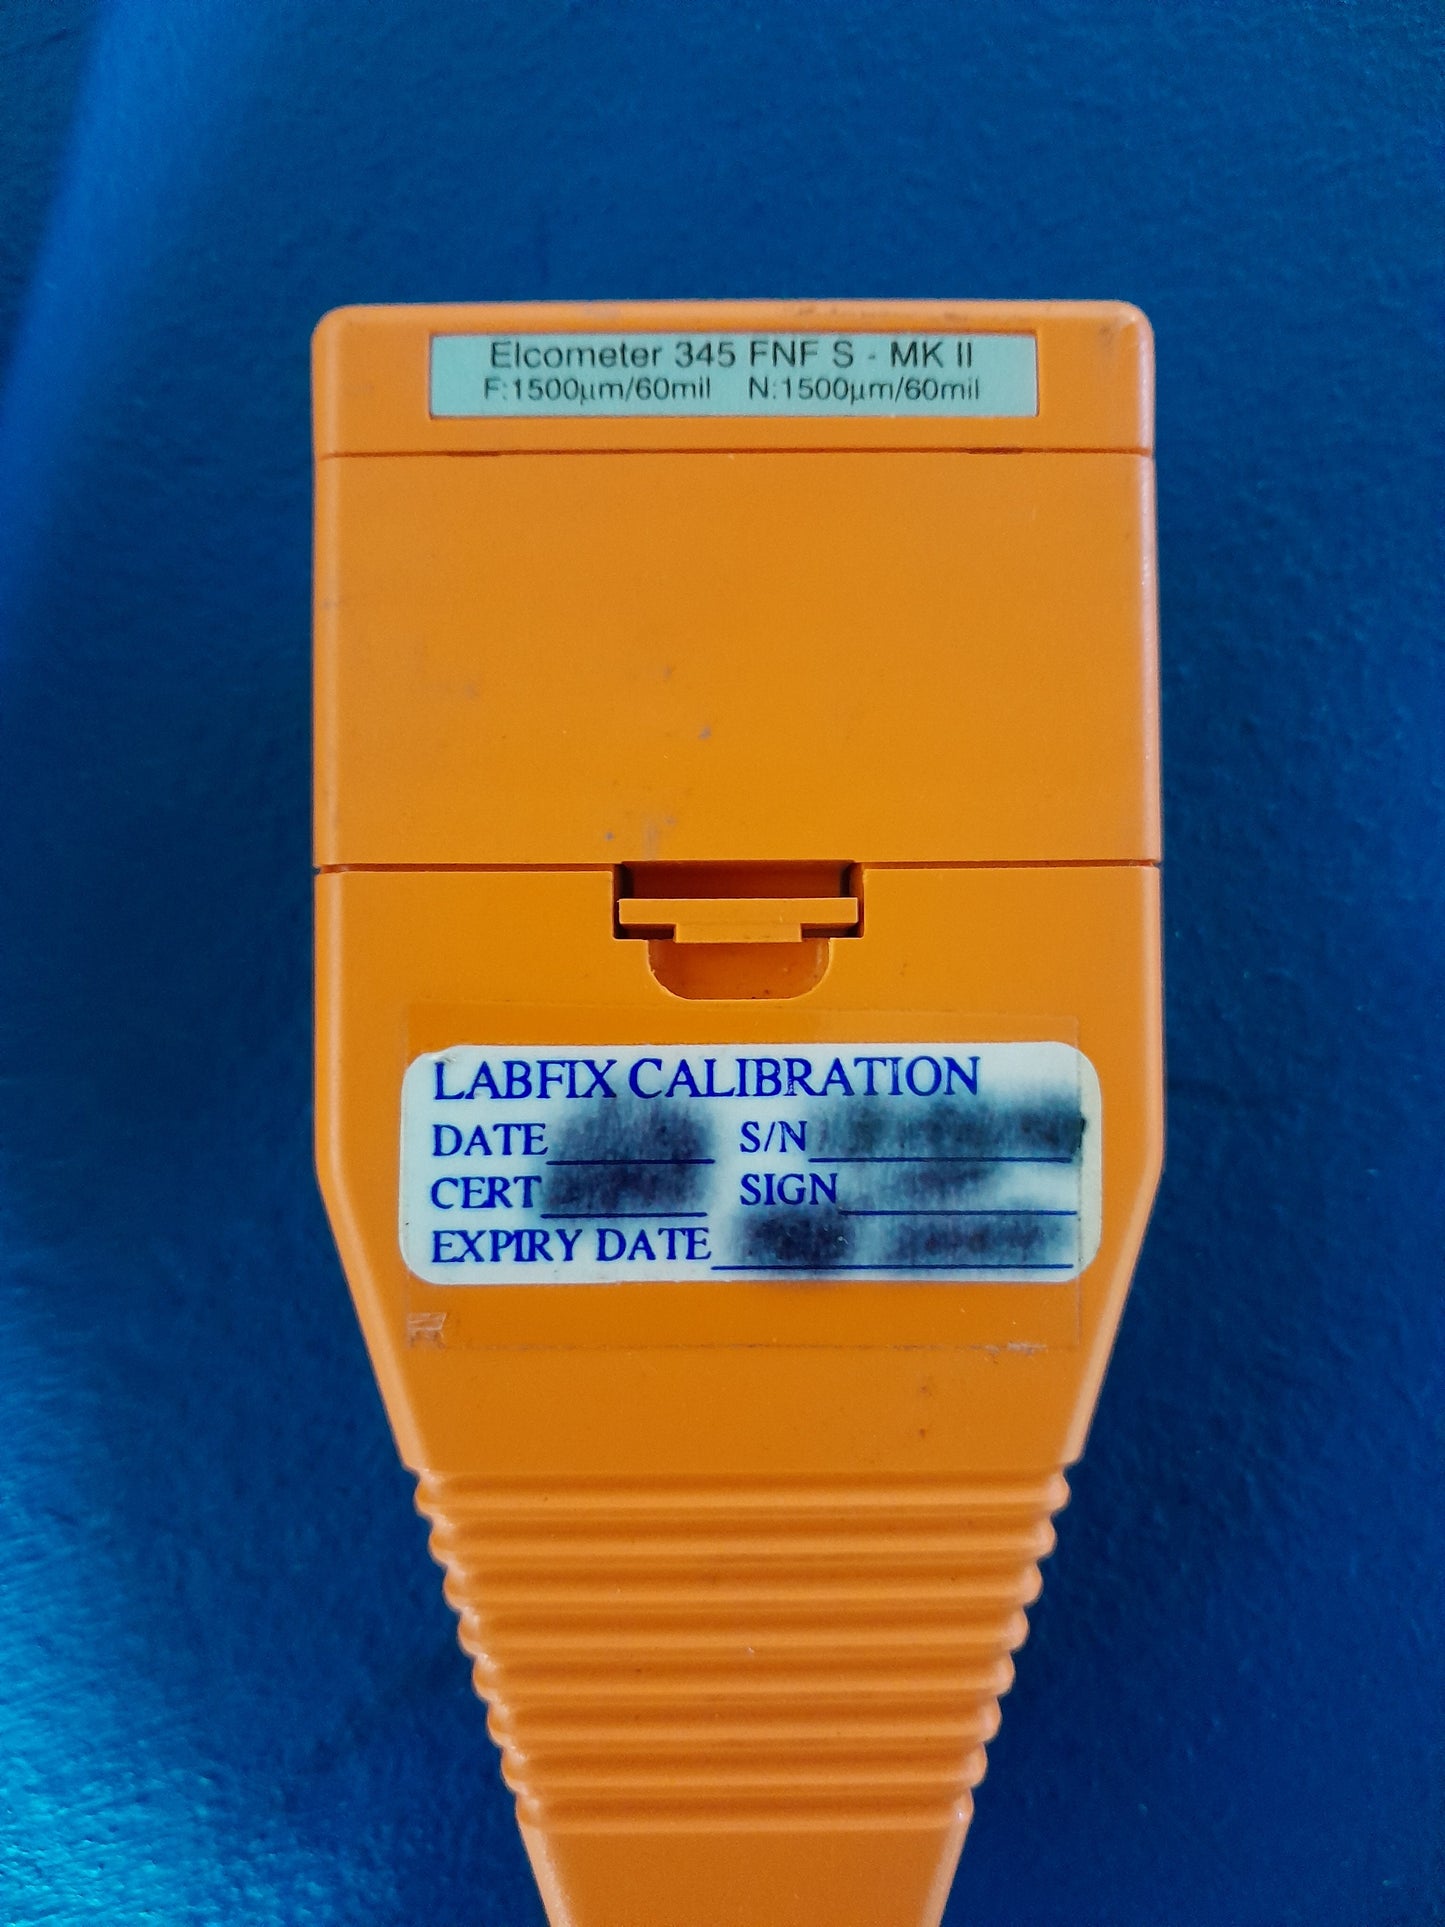 Elcometer 345 FNF S - MK II
F:1500µm/60mil N:1500µm/60mil
LABFIX CALIBRATION
DATE S/N
CERT SIGN
EXPIRY DATE